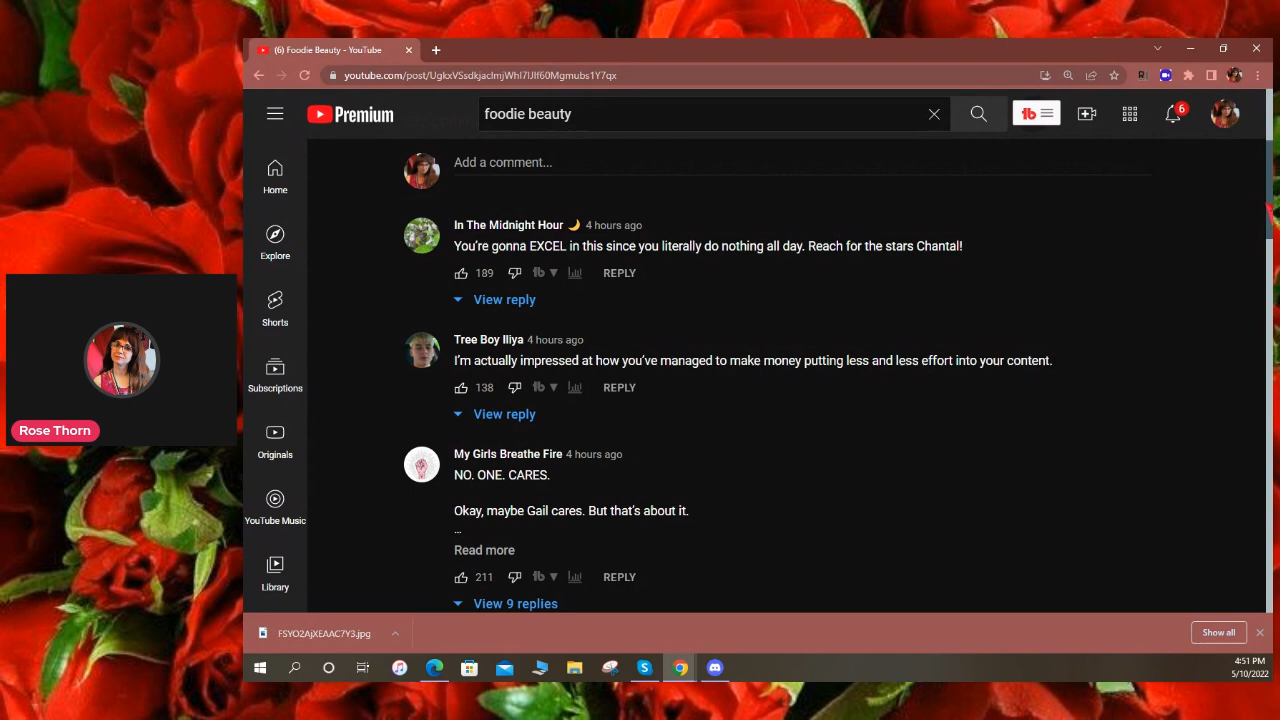 (6) Foodie Beauty - YouTube
Premium
foodie beauty
6
Home
Explore
Shorts
Subscriptions
Originals
YouTube Music
Library
Add a comment...
In The Midnight Hour 🌙 4 hours ago
You're gonna EXCEL in this since you literally do nothing all day. Reach for the stars Chantal!
189 tb REPLY
View reply
Tree Boy Iliya 4 hours ago
I'm actually impressed at how you've managed to make money putting less and less effort into your content.
138 tb REPLY
View reply
My Girls Breathe Fire 4 hours ago
NO. ONE. CARES.
Okay, maybe Gail cares. But that's about it.
...
Read more
211 tb REPLY
View 9 replies
Rose Thorn
FSYO2AjXEAAC7Y3.jpg
Show all
4:51 PM
5/10/2022